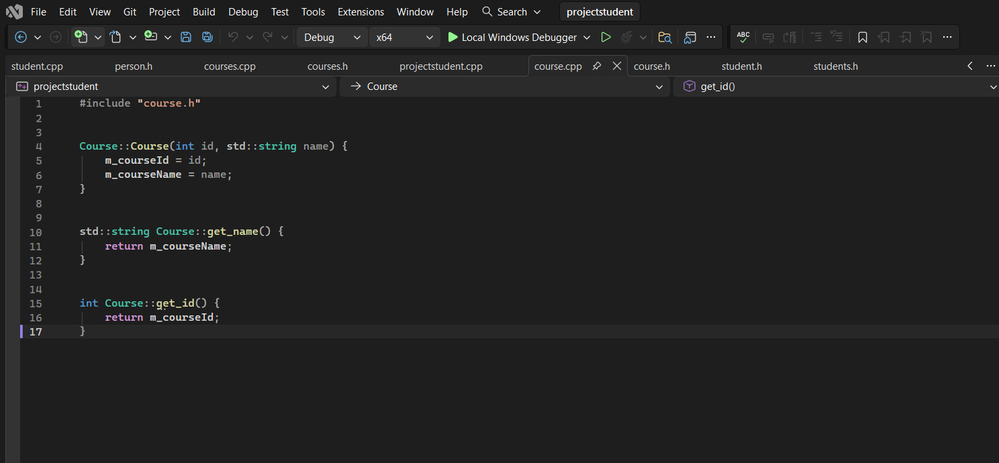 File Edit View Git Project Build Debug Test Tools Extensions Window Help Search projectstudent
Debug x64 Local Windows Debugger ABC
student.cpp person.h courses.cpp courses.h projectstudent.cpp course.cpp course.h student.h students.h
projectstudent Course get_id()
1 #include "course.h"
2
3
4 Course::Course(int id, std::string name) {
5 m_courseId = id;
6 m_courseName = name;
7 }
8
9
10 std::string Course::get_name() {
11 return m_courseName;
12 }
13
14
15 int Course::get_id() {
16 return m_courseId;
17 }